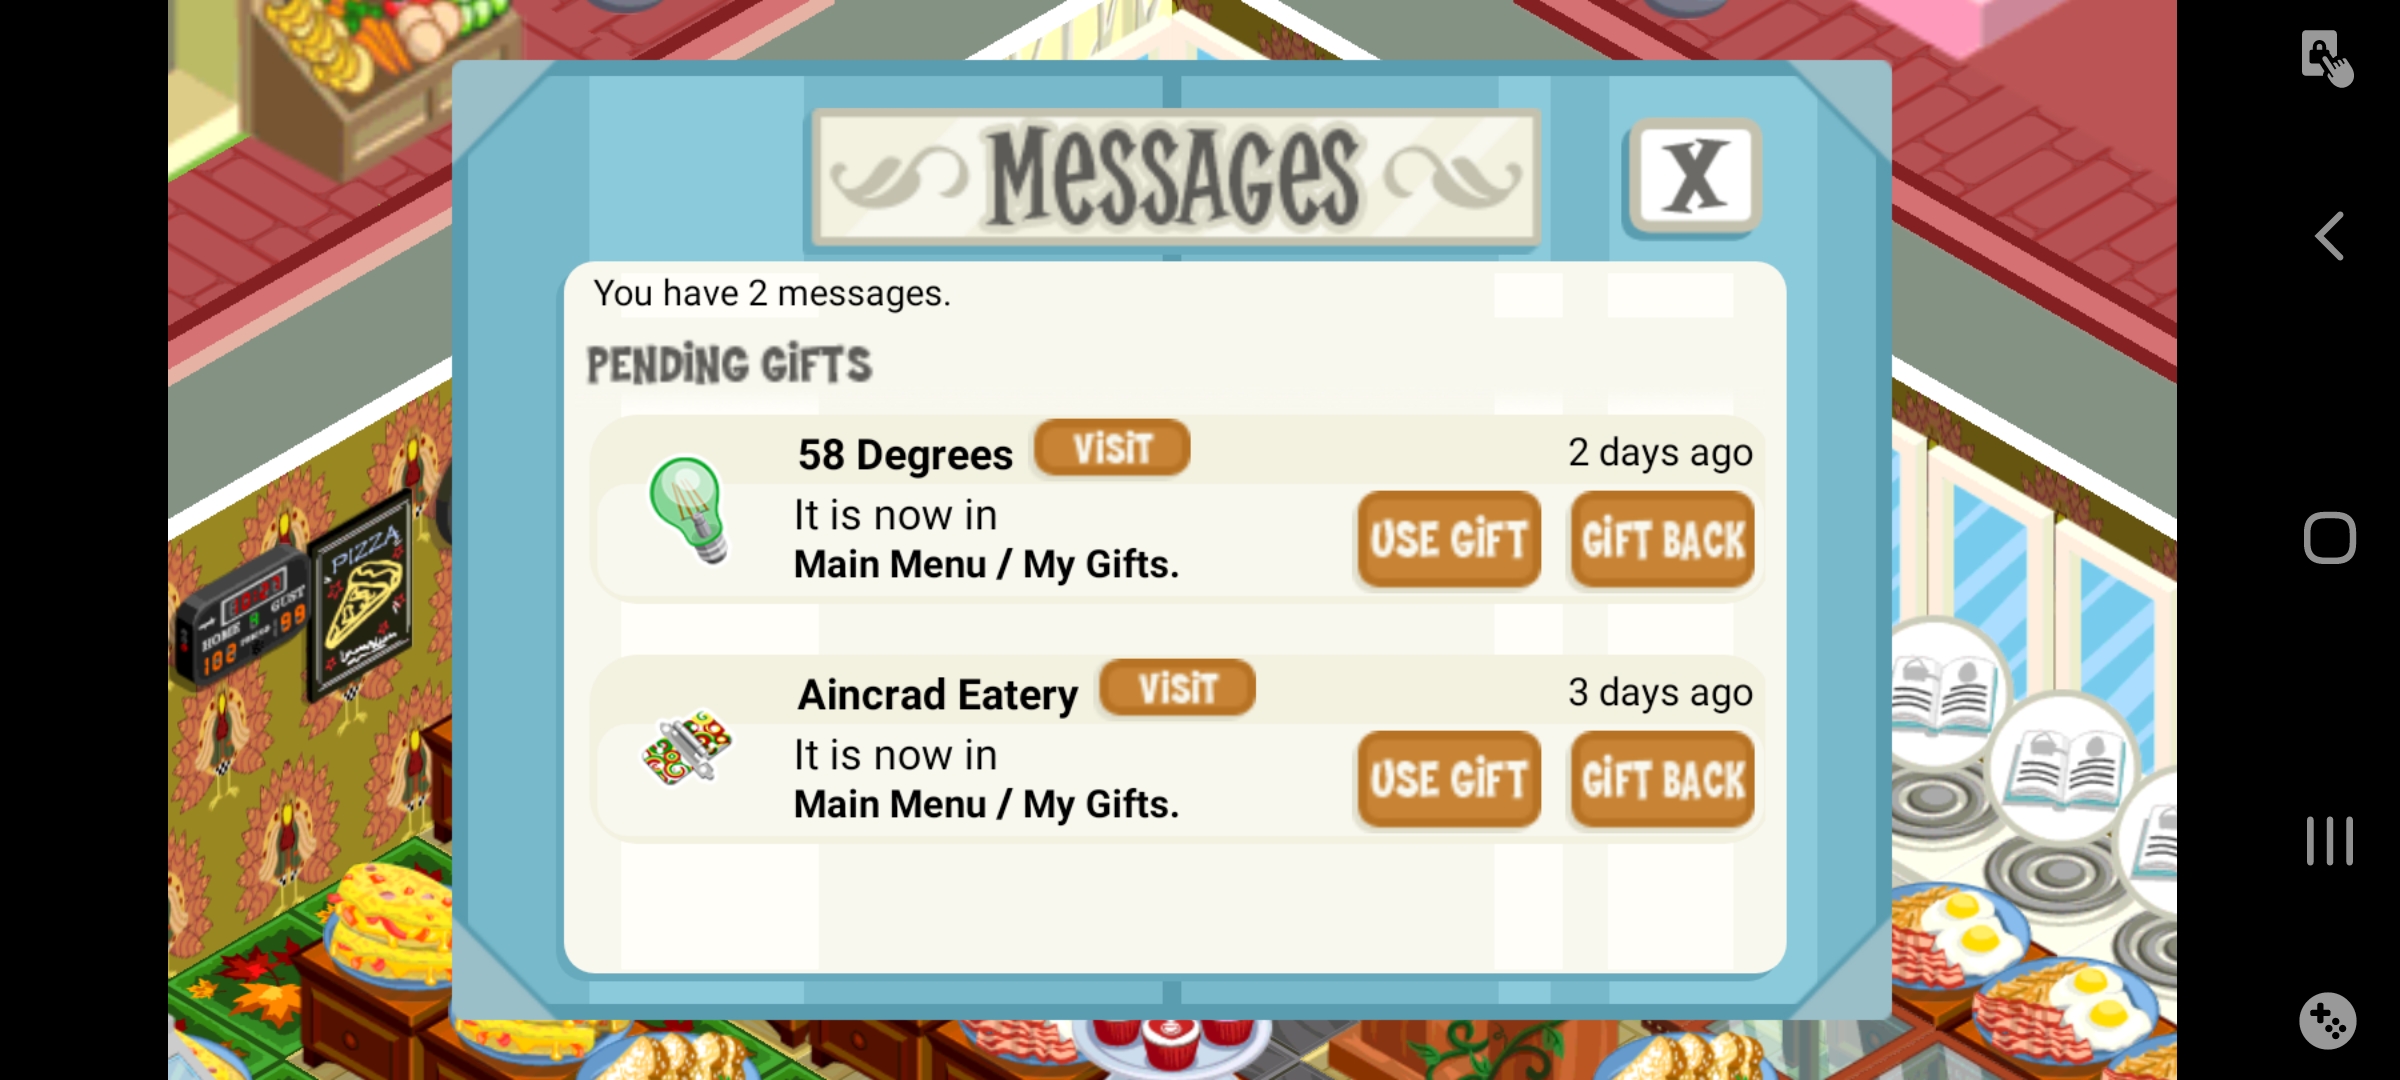 MESSAGES
X
You have 2 messages.
PENDING GIFTS
58 Degrees VISIT 2 days ago
It is now in
Main Menu / My Gifts.
USE GIFT GIFT BACK
Aincrad Eatery VISIT 3 days ago
It is now in
Main Menu / My Gifts.
USE GIFT GIFT BACK
PIZZA
HOME 8 GUST
102 99